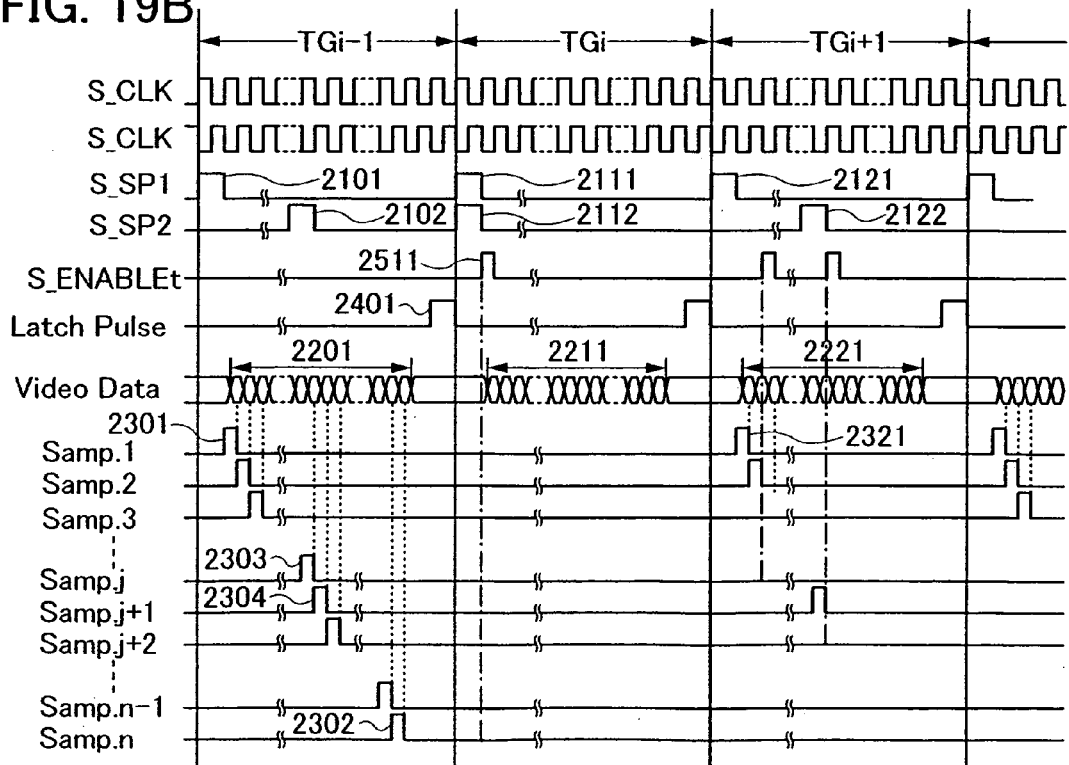 FIG. 19B
TGi-1
TGi
TGi+1
S_CLK
S_CLK
S_SP1
2101
2111
2121
S_SP2
2102
2112
2122
S_ENABLEt
2511
Latch Pulse
2401
2201
2211
2221
Video Data
2301
2321
Samp.1
Samp.2
Samp.3
2303
Samp.j
2304
Samp.j+1
Samp.j+2
Samp.n-1
2302
Samp.n